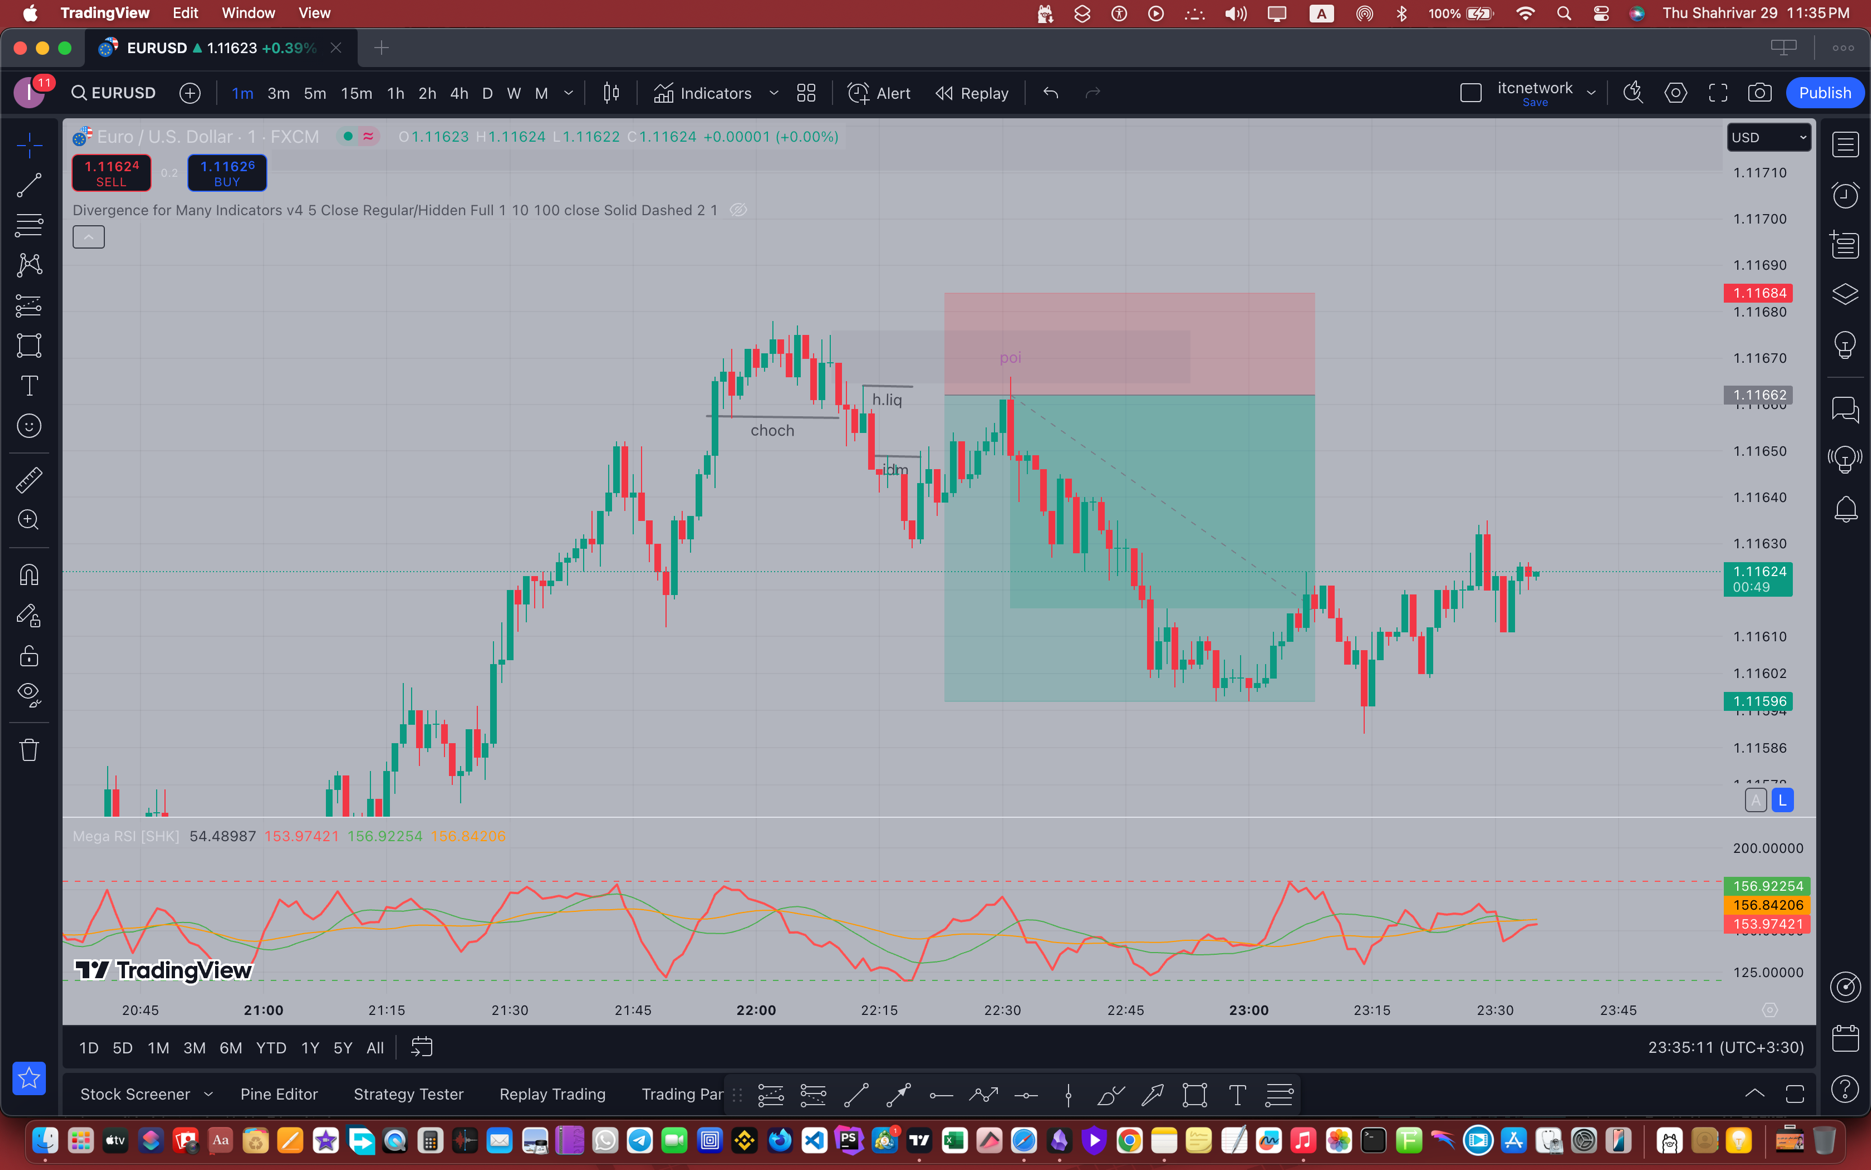 TradingView Edit Window View
A 100% Thu Shahrivar 29 11:35 PM
EURUSD ▲ 1.11623 +0.39%
I 11 EURUSD 1m 3m 5m 15m 1h 2h 4h D W M Indicators Alert Replay itcnetwork Publish
Save
Euro / U.S. Dollar · 1 · FXCM O1.11623 H1.11624 L1.11622 C1.11624 +0.00001 (+0.00%)
USD
1.11624 0.2 1.11626
SELL BUY
Divergence for Many Indicators v4 5 Close Regular/Hidden Full 1 10 100 close Solid Dashed 2 1
1.11710
1.11700
1.11690
1.11684
1.11680
1.11670
1.11662
1.11650
1.11640
1.11630
1.11624
00:49
1.11610
1.11602
1.11596
1.11586
poi
h.liq
choch
idm
A L
Mega RSI [SHK] 54.48987 153.97421 156.92254 156.84206
200.00000
156.92254
156.84206
153.97421
125.00000
TradingView
20:45 21:00 21:15 21:30 21:45 22:00 22:15 22:30 22:45 23:00 23:15 23:30 23:45
1D 5D 1M 3M 6M YTD 1Y 5Y All 23:35:11 (UTC+3:30)
Stock Screener Pine Editor Strategy Tester Replay Trading Trading Par